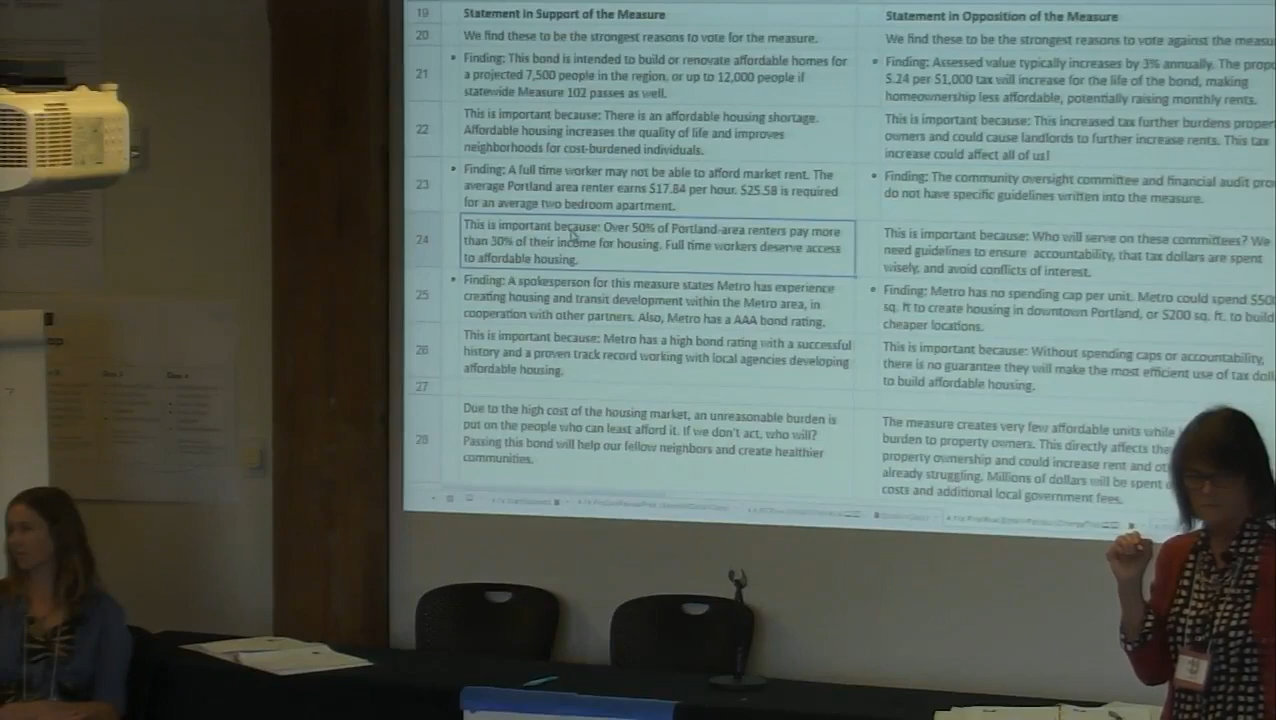 19 Statement in Support of the Measure
Statement in Opposition of the Measure
20 We find these to be the strongest reasons to vote for the measure.
We find these to be the strongest reasons to vote against the
21 • Finding: This bond is intended to build or renovate affordable homes for
a projected 7,500 people in the region, or up to 12,000 people if
statewide Measure 102 passes as well.
• Finding: Assessed value typically increases by 3% annually. The
$.24 per $1,000 tax will increase for the life of the bond, making
homeownership less affordable, potentially raising monthly rents.
22 This is important because: There is an affordable housing shortage.
Affordable housing increases the quality of life and improves
neighborhoods for cost-burdened individuals.
This is important because: This increased tax further burdens
owners and could cause landlords to further increase rents. This tax
increase could affect all of us!
23 • Finding: A full time worker may not be able to afford market rent. The
average Portland area renter earns $17.84 per hour. $25.58 is required
for an average two bedroom apartment.
• Finding: The community oversight committee and financial audit
do not have specific guidelines written into the measure.
24 This is important because: Over 50% of Portland-area renters pay more
than 30% of their income for housing. Full time workers deserve access
to affordable housing.
This is important because: Who will serve on these committees? We
need guidelines to ensure accountability, that tax dollars are spent
wisely, and avoid conflicts of interest.
25 • Finding: A spokesperson for this measure states Metro has experience
creating housing and transit development within the Metro area, in
cooperation with other partners. Also, Metro has a AAA bond rating.
• Finding: Metro has no spending cap per unit. Metro could spend
sq. ft to create housing in downtown Portland, or $200 sq. ft. to build
cheaper locations.
26 This is important because: Metro has a high bond rating with a successful
history and a proven track record working with local agencies developing
affordable housing.
This is important because: Without spending caps or accountability,
there is no guarantee they will make the most efficient use of tax
to build affordable housing.
27
28 Due to the high cost of the housing market, an unreasonable burden is
put on the people who can least afford it. If we don't act, who will?
Passing this bond will help our fellow neighbors and create healthier
communities.
The measure creates very few affordable units while
burden to property owners. This directly affects the
property ownership and could increase rent and
already struggling. Millions of dollars will be spent
costs and additional local government fees.